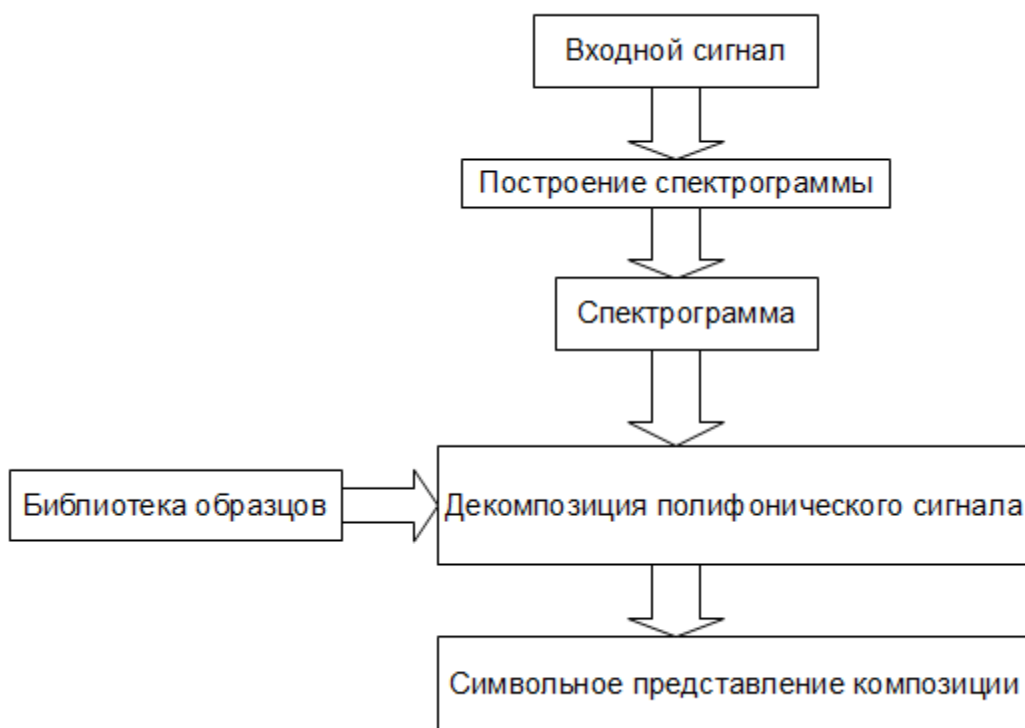 Входной сигнал
Построение спектрограммы
Спектрограмма
Библиотека образцов
Декомпозиция полифонического сигнала
Символьное представление композиции